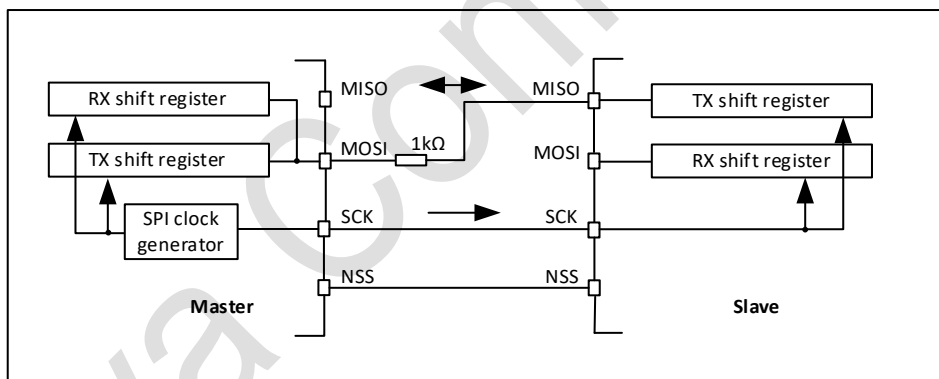 RX shift register
TX shift register
SPI clock
generator
Master
MISO
MOSI
SCK
NSS
1kΩ
MISO
MOSI
SCK
NSS
TX shift register
RX shift register
Slave